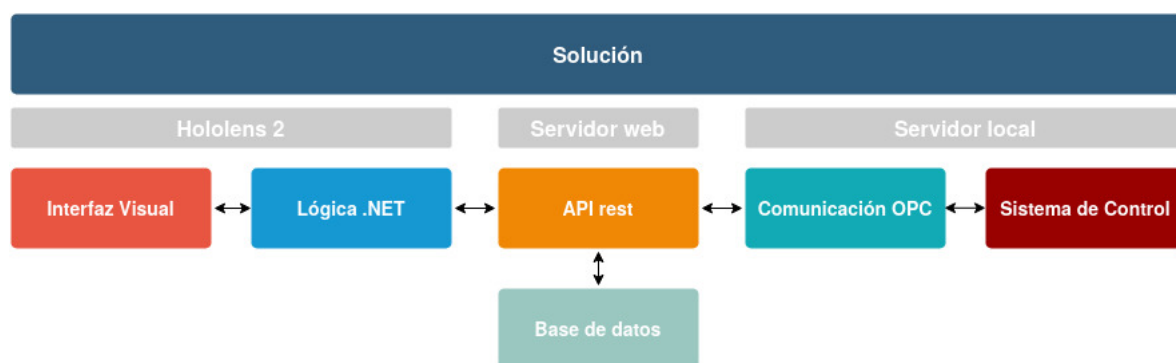 Solución
Hololens 2
Servidor web
Servidor local
Interfaz Visual
Lógica .NET
API rest
Comunicación OPC
Sistema de Control
Base de datos